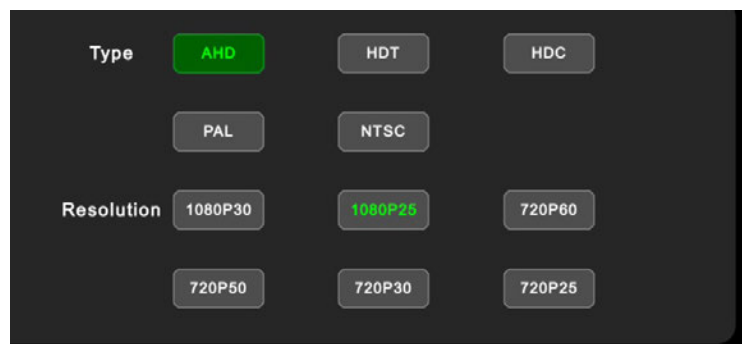 Type AHD HDT HDC
PAL NTSC
Resolution 1080P30 1080P25 720P60
720P50 720P30 720P25